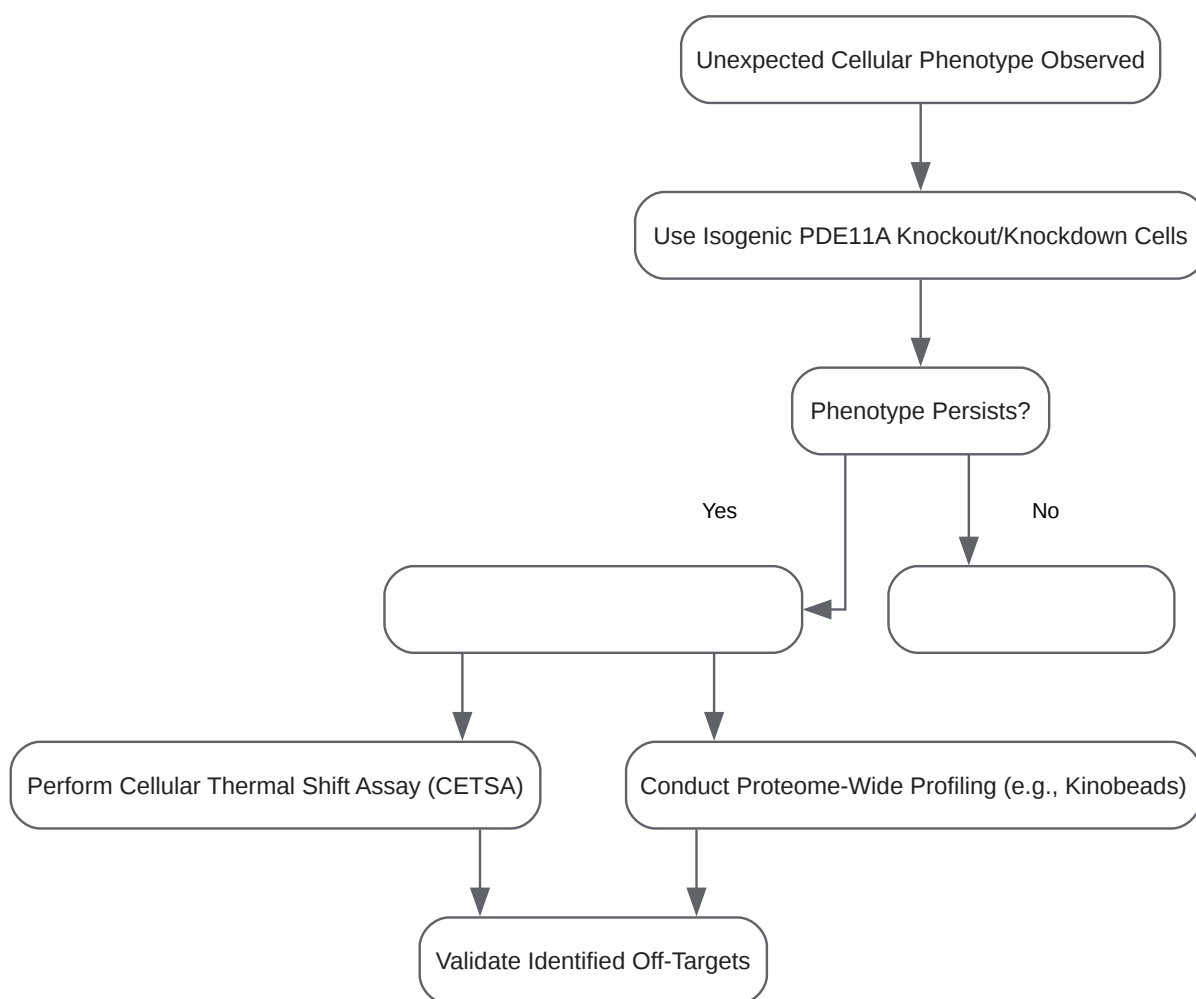 Unexpected Cellular Phenotype Observed
Use Isogenic PDE11A Knockout/Knockdown Cells
Phenotype Persists?
Yes
No
Perform Cellular Thermal Shift Assay (CETSA)
Conduct Proteome-Wide Profiling (e.g., Kinobeads)
Validate Identified Off-Targets